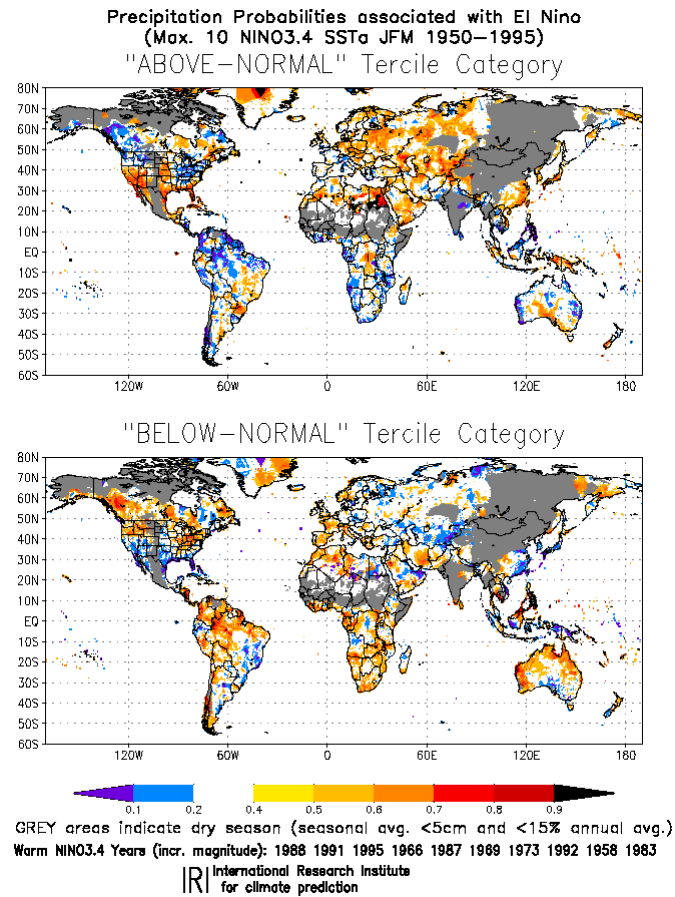 Precipitation Probabilities associated with El Nino
(Max. 10 NINO3.4 SSTa JFM 1950-1995)
"ABOVE-NORMAL" Tercile Category
80N
70N
60N
50N
40N
30N
20N
10N
EQ
10S
20S
30S
40S
50S
60S
120W 60W 0 60E 120E 180
"BELOW-NORMAL" Tercile Category
80N
70N
60N
50N
40N
30N
20N
10N
EQ
10S
20S
30S
40S
50S
60S
120W 60W 0 60E 120E 180
0.1 0.2 0.4 0.5 0.6 0.7 0.8 0.9
GREY areas indicate dry season (seasonal avg. <5cm and <15% annual avg.)
Warm NINO3.4 Years (incr. magnitude): 1988 1991 1995 1966 1987 1969 1973 1992 1958 1983
IRI International Research Institute
for climate prediction